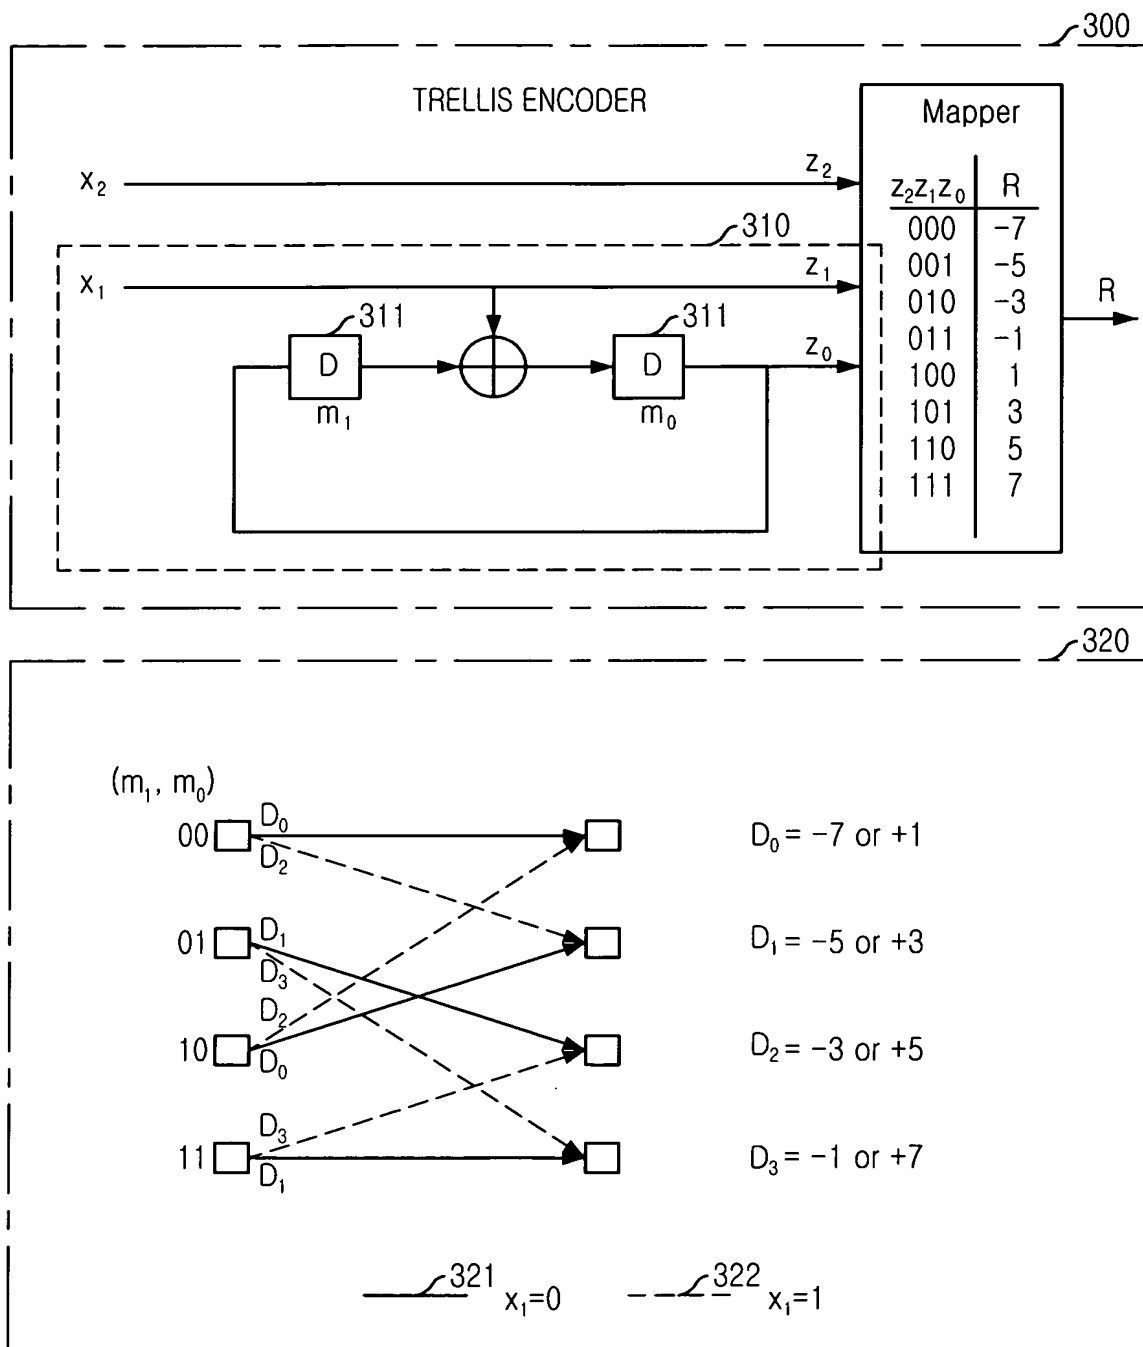 300
TRELLIS ENCODER
Mapper
x₂
z₂
z₂z₁z₀ R
000 -7
001 -5
010 -3
011 -1
100 1
101 3
110 5
111 7
310
x₁
z₁
R
311
311
D
D
z₀
m₁
m₀
320
(m₁, m₀)
00
D₀
D₂
D₀ = -7 or +1
01
D₁
D₃
D₁ = -5 or +3
D₂
10
D₀
D₂ = -3 or +5
D₃
11
D₁
D₃ = -1 or +7
321 x₁=0
322 x₁=1